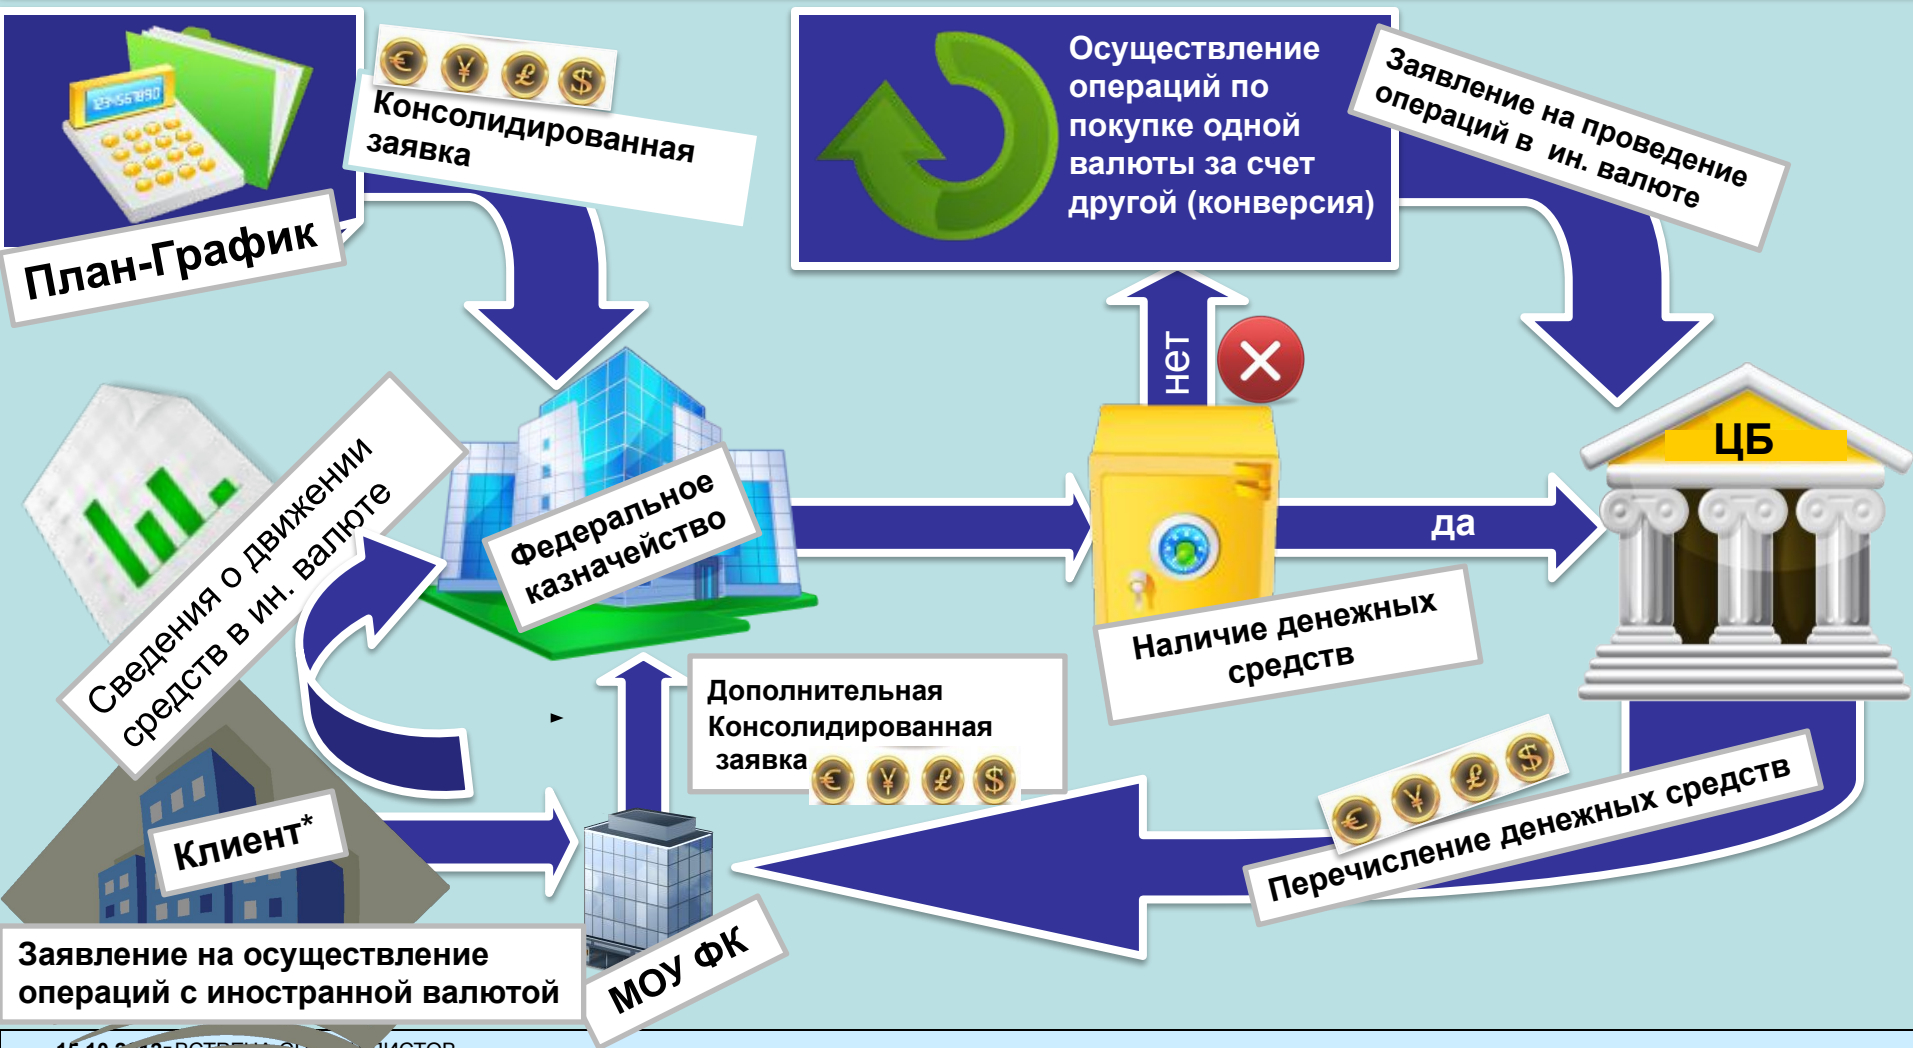 План-График
Консолидированная
заявка
Осуществление
операций по
покупке одной
валюты за счет
другой (конверсия)
Заявление на проведение
операций в ин. валюте
нет
Сведения о движении
средств в ин. валюте
Федеральное
казначейство
да
ЦБ
Наличие денежных
средств
Дополнительная
Консолидированная
заявка
Перечисление денежных средств
Клиент*
Заявление на осуществление
операций с иностранной валютой
МОУ ФК